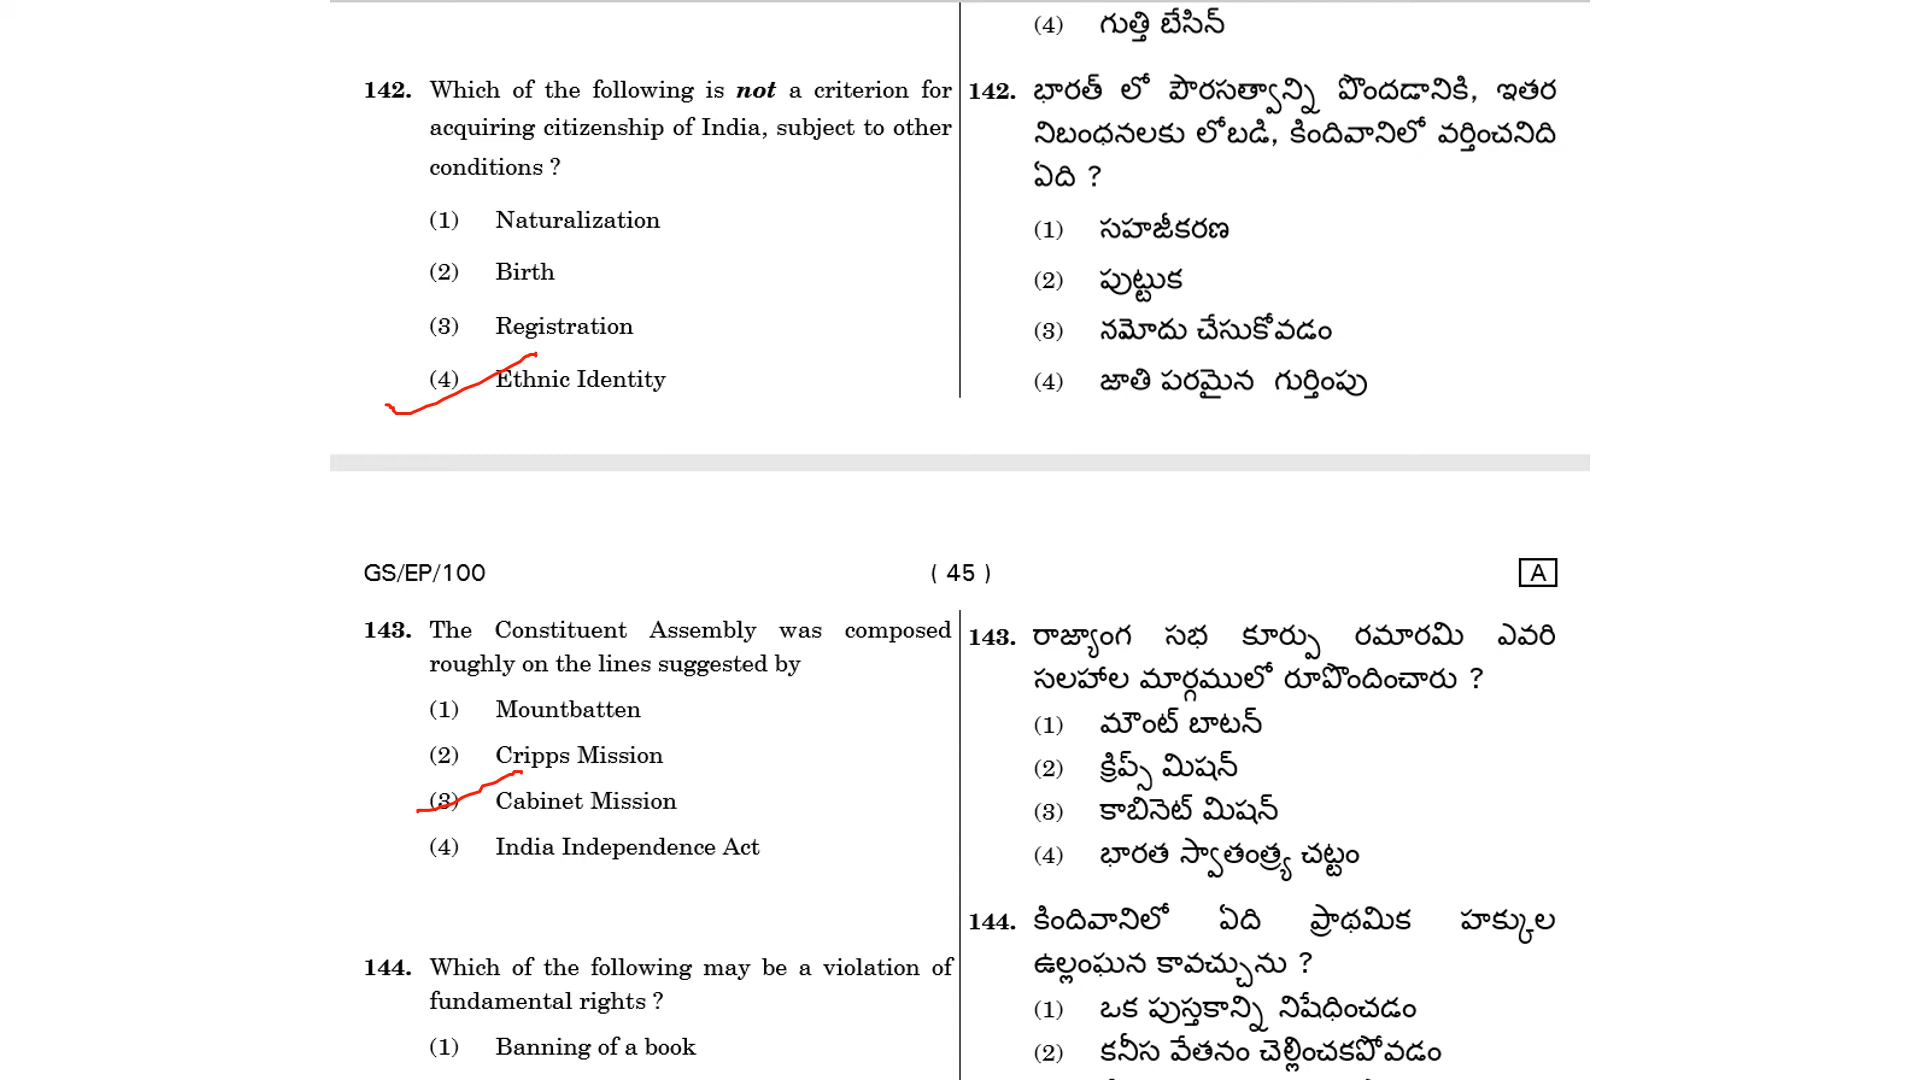 (4) గుత్తి బేసిన్
142. Which of the following is not a criterion for
acquiring citizenship of India, subject to other
conditions ?
(1) Naturalization
(2) Birth
(3) Registration
(4) Ethnic Identity
142. భారత్ లో పౌరసత్వాన్ని పొందడానికి, ఇతర
నిబంధనలకు లోబడి, కిందివానిలో వర్తించనిది
ఏది ?
(1) సహజీకరణ
(2) పుట్టుక
(3) నమోదు చేసుకోవడం
(4) జాతి పరమైన గుర్తింపు
GS/EP/100 ( 45 ) A
143. The Constituent Assembly was composed
roughly on the lines suggested by
(1) Mountbatten
(2) Cripps Mission
(3) Cabinet Mission
(4) India Independence Act
144. Which of the following may be a violation of
fundamental rights ?
(1) Banning of a book
143. రాజ్యాంగ సభ కూర్పు రమారమి ఎవరి
సలహాల మార్గములో రూపొందించారు ?
(1) మౌంట్ బాటన్
(2) క్రిప్స్ మిషన్
(3) కాబినెట్ మిషన్
(4) భారత స్వాతంత్ర్య చట్టం
144. కిందివానిలో ఏది ప్రాథమిక హక్కుల
ఉల్లంఘన కావచ్చును ?
(1) ఒక పుస్తకాన్ని నిషేధించడం
(2) కనీస వేతనం చెల్లించకపోవడం